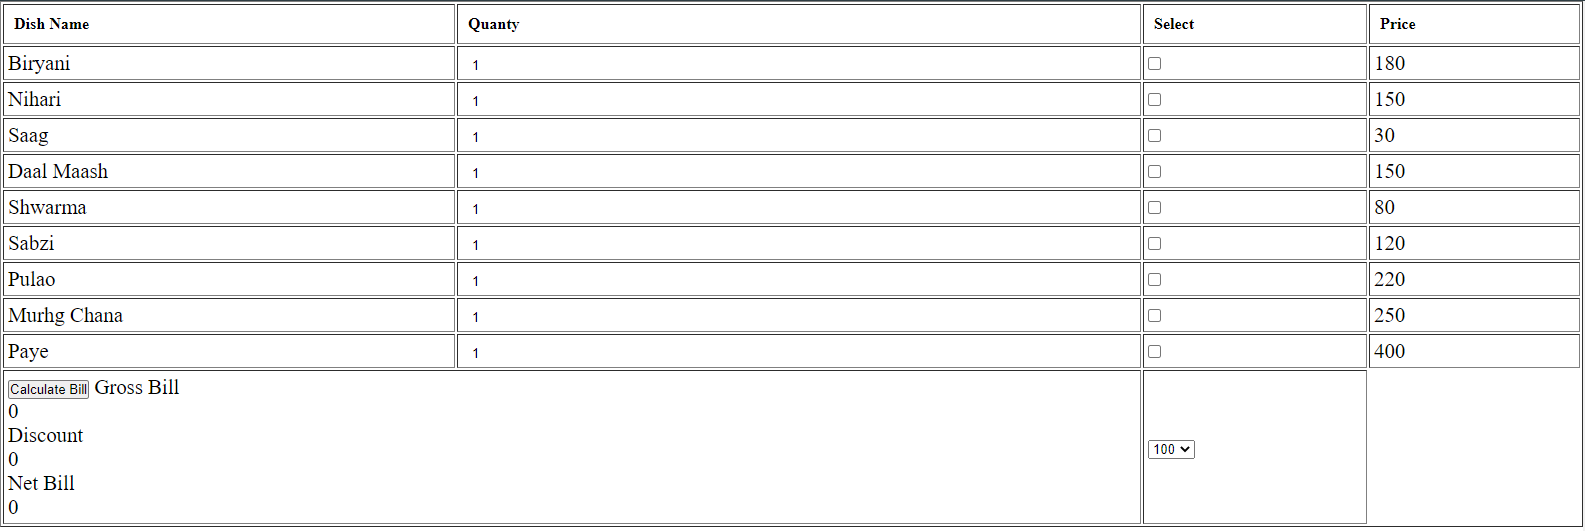 Dish Name Quanty Select Price
Biryani 1 180
Nihari 1 150
Saag 1 30
Daal Maash 1 150
Shwarma 1 80
Sabzi 1 120
Pulao 1 220
Murhg Chana 1 250
Paye 1 400
Calculate Bill Gross Bill
0
Discount
0
100
Net Bill
0